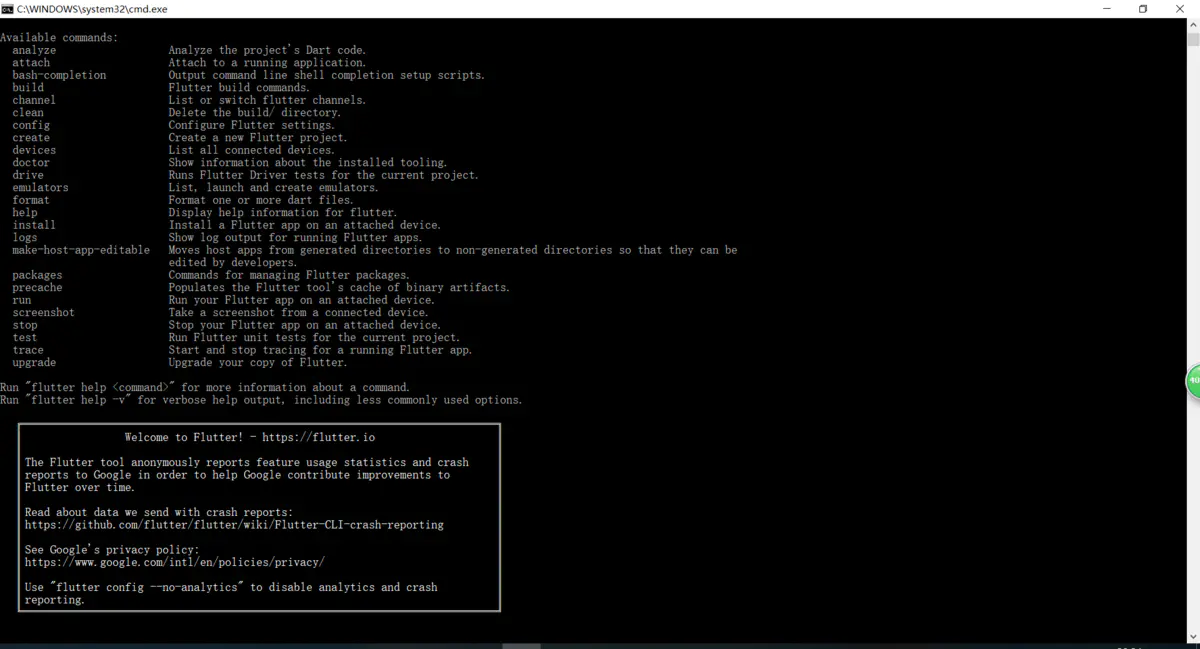 C:\WINDOWS\system32\cmd.exe
Available commands:
analyze Analyze the project's Dart code.
attach Attach to a running application.
bash-completion Output command line shell completion setup scripts.
build Flutter build commands.
channel List or switch flutter channels.
clean Delete the build/ directory.
config Configure Flutter settings.
create Create a new Flutter project.
devices List all connected devices.
doctor Show information about the installed tooling.
drive Runs Flutter Driver tests for the current project.
emulators List, launch and create emulators.
format Format one or more dart files.
help Display help information for flutter.
install Install a Flutter app on an attached device.
logs Show log output for running Flutter apps.
make-host-app-editable Moves host apps from generated directories to non-generated directories so that they can be
edited by developers.
packages Commands for managing Flutter packages.
precache Populates the Flutter tool's cache of binary artifacts.
run Run your Flutter app on an attached device.
screenshot Take a screenshot from a connected device.
stop Stop your Flutter app on an attached device.
test Run Flutter unit tests for the current project.
trace Start and stop tracing for a running Flutter app.
upgrade Upgrade your copy of Flutter.
Run "flutter help <command>" for more information about a command.
Run "flutter help -v" for verbose help output, including less commonly used options.
Welcome to Flutter! - https://flutter.io
The Flutter tool anonymously reports feature usage statistics and crash
reports to Google in order to help Google contribute improvements to
Flutter over time.
Read about data we send with crash reports:
https://github.com/flutter/flutter/wiki/Flutter-CLI-crash-reporting
See Google's privacy policy:
https://www.google.com/intl/en/policies/privacy/
Use "flutter config --no-analytics" to disable analytics and crash
reporting.